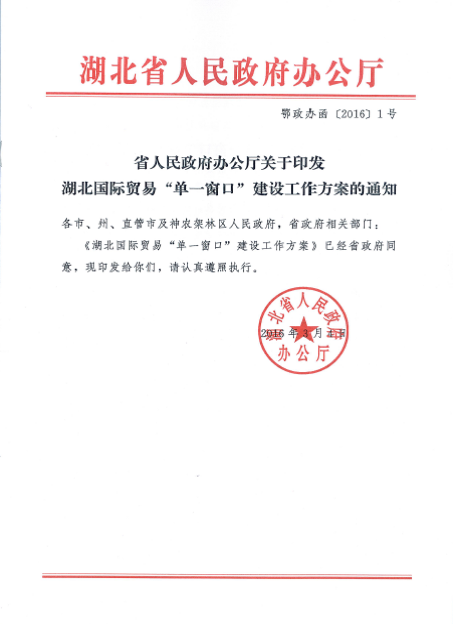 湖北省人民政府办公厅
鄂政办函〔2016〕1号
省人民政府办公厅关于印发
湖北国际贸易“单一窗口”建设工作方案的通知
各市、州、直管市及神农架林区人民政府，省政府相关部门：
《湖北国际贸易“单一窗口”建设工作方案》已经省政府同
意，现印发给你们，请认真遵照执行。
湖北省人民政府
2016年 月 日
办公厅